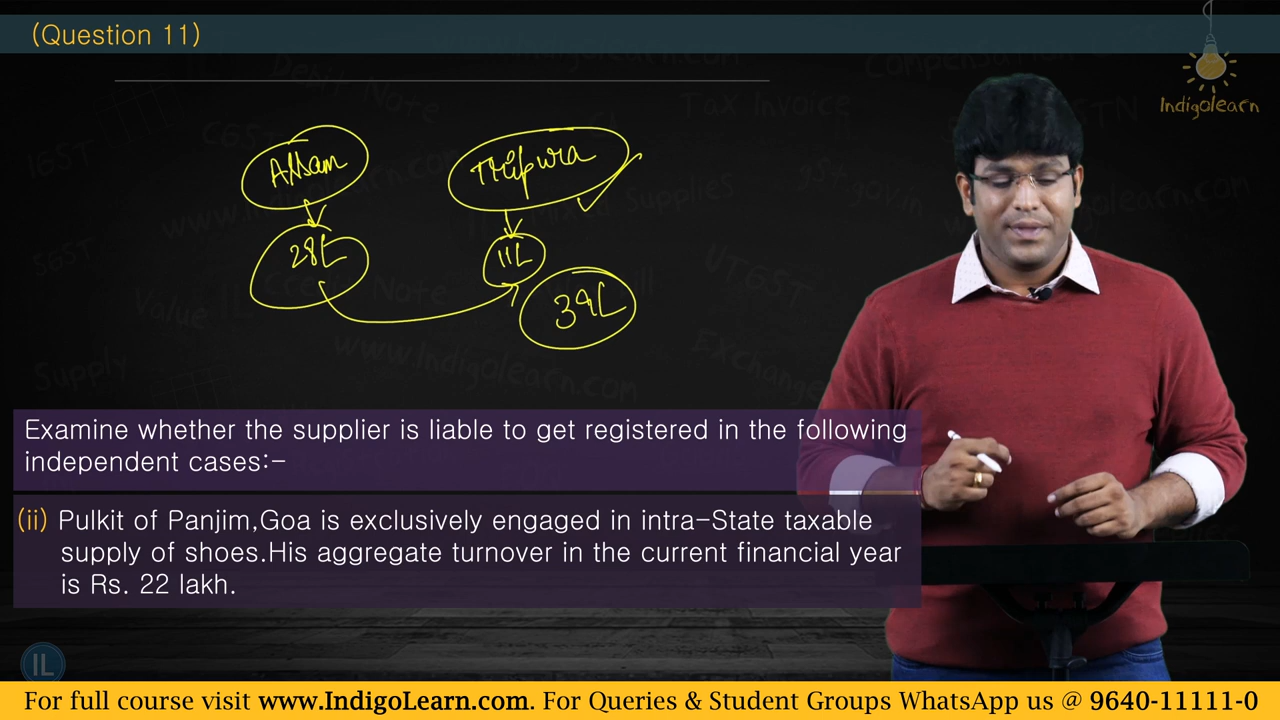 (Question 11)
Indigolearn
Assam
Tripura
28L
11L
39L
Examine whether the supplier is liable to get registered in the following
independent cases:-
(ii) Pulkit of Panjim,Goa is exclusively engaged in intra-State taxable
supply of shoes.His aggregate turnover in the current financial year
is Rs. 22 lakh.
IL
For full course visit www.IndigoLearn.com. For Queries & Student Groups WhatsApp us @ 9640-11111-0